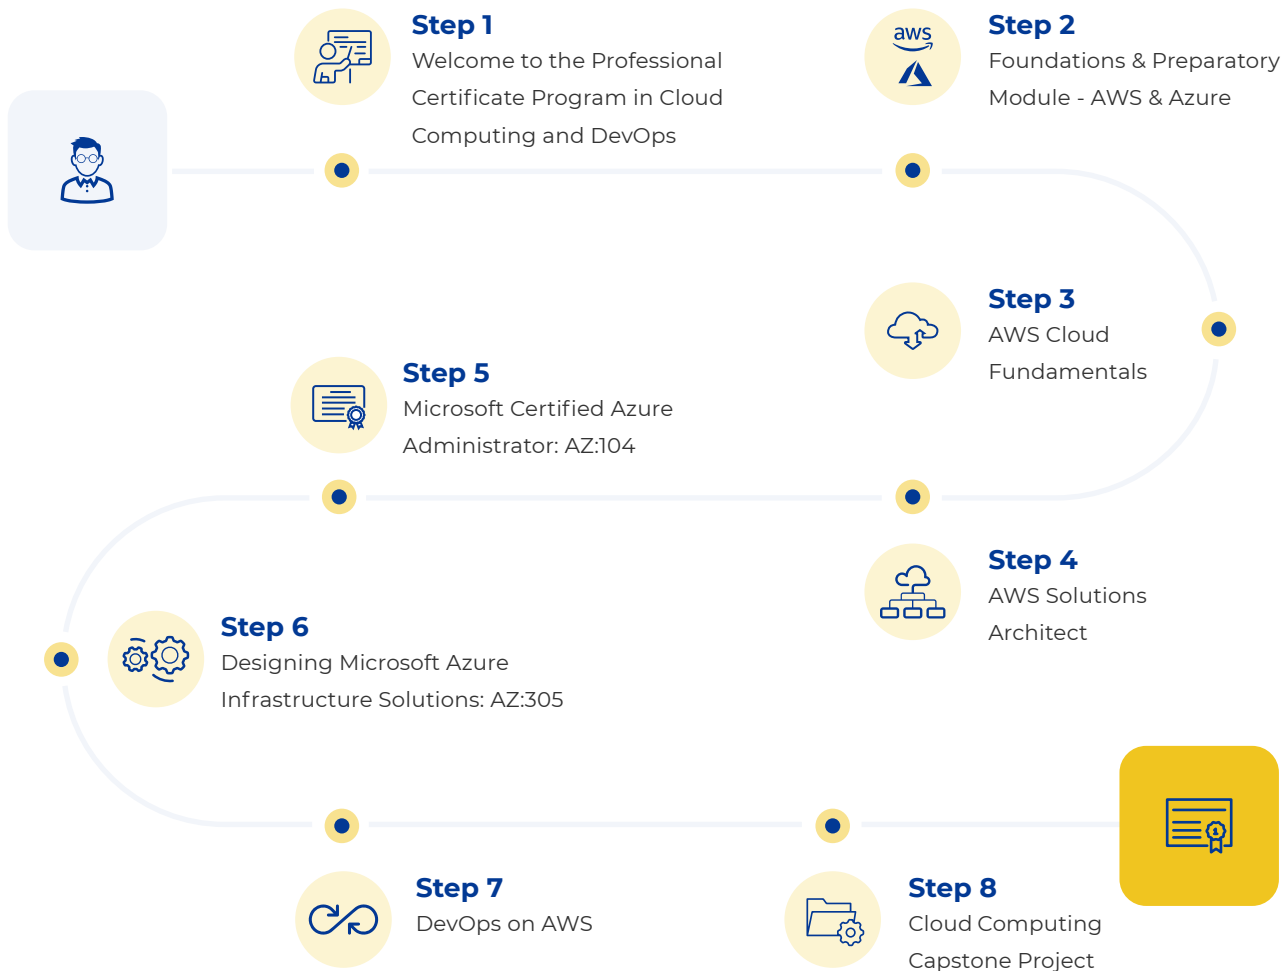 Step 1
Welcome to the Professional
Certificate Program in Cloud
Computing and DevOps
aws
Step 2
Foundations & Preparatory
Module - AWS & Azure
Step 3
AWS Cloud
Fundamentals
Step 4
AWS Solutions
Architect
Step 5
Microsoft Certified Azure
Administrator: AZ:104
Step 6
Designing Microsoft Azure
Infrastructure Solutions: AZ:305
Step 7
DevOps on AWS
Step 8
Cloud Computing
Capstone Project
1